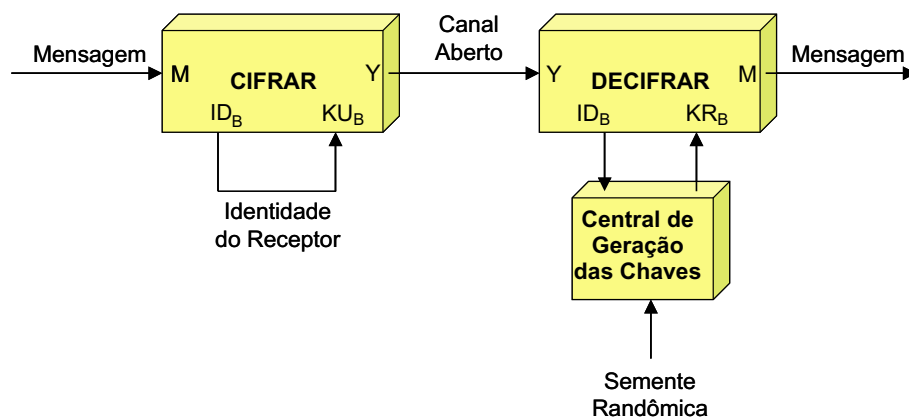 Mensagem
M
CIFRAR
Y
ID_B
KU_B
Identidade
do Receptor
Canal
Aberto
Y
DECIFRAR
M
ID_B
KR_B
Mensagem
Central de
Geração
das Chaves
Semente
Randômica